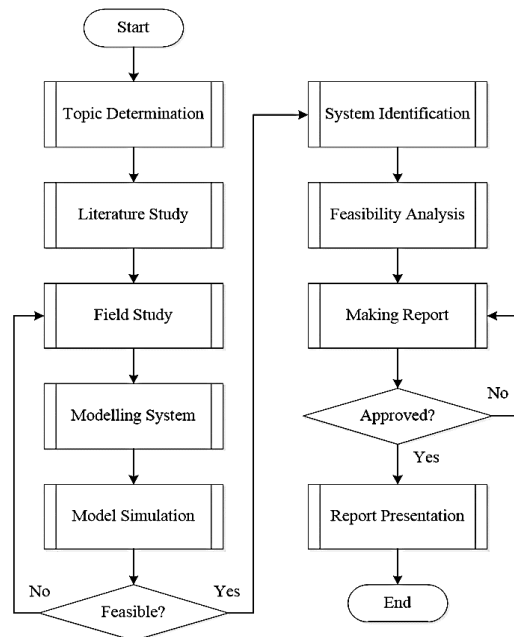 Start
Topic Determination
Literature Study
Field Study
Modelling System
Model Simulation
No
Yes
Feasible?
System Identification
Feasibility Analysis
Making Report
No
Approved?
Yes
Report Presentation
End